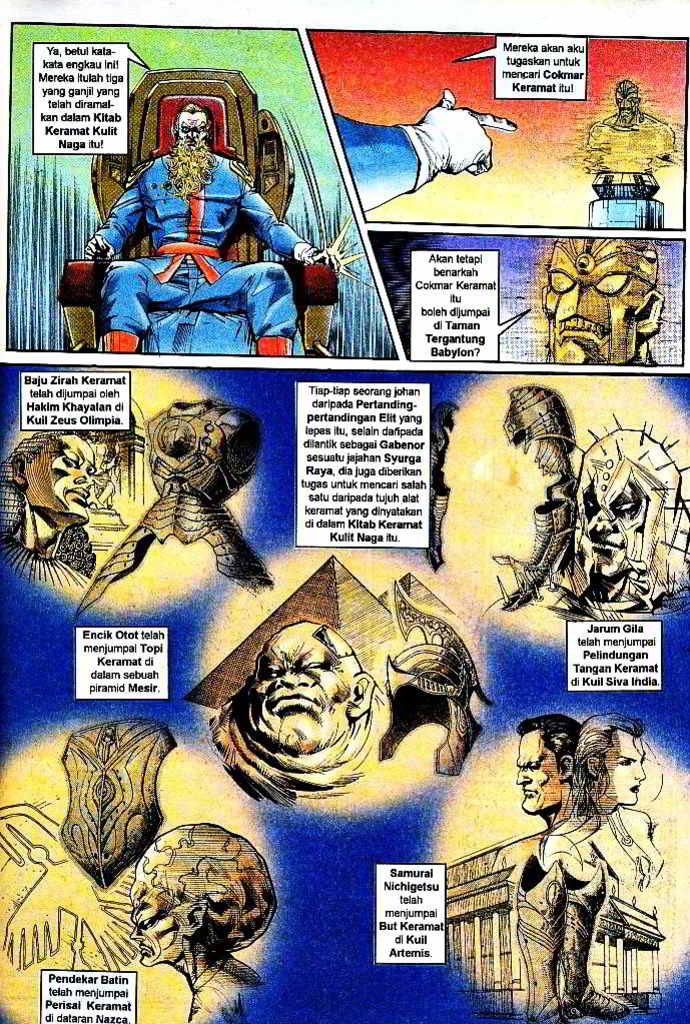 Ya, betul kata-
kata engkau ini!
Mereka itulah tiga
yang ganjil yang
telah diramal-
kan dalam Kitab
Keramat Kulit
Naga itu!
Mereka akan aku
tugaskan untuk
mencari Cokmar
Keramat itu!
Akan tetapi
benarkah
Cokmar Keramat
itu
boleh dijumpai
di Taman
Tergantung
Babylon?
Baju Zirah Keramat
telah dijumpai oleh
Hakim Khayalan di
Kuil Zeus Olimpia.
Tiap-tiap seorang johan
daripada Pertanding-
pertandingan Elit yang
lepas itu, selain daripada
dilantik sebagai Gabenor
sesuatu jajahan Syurga
Raya, dia juga diberikan
tugas untuk mencari salah
satu daripada tujuh alat
keramat yang dinyatakan
di dalam Kitab Keramat
Kulit Naga itu.
Encik Otot telah
menjumpai Topi
Keramat di
dalam sebuah
piramid Mesir.
Jarum Gila
telah menjumpai
Pelindungan
Tangan Keramat
di Kuil Siva India.
Samurai
Nichigetsu
telah
menjumpai
But Keramat
di Kuil
Artemis.
Pendekar Batin
telah menjumpai
Perisai Keramat
di dataran Nazca.